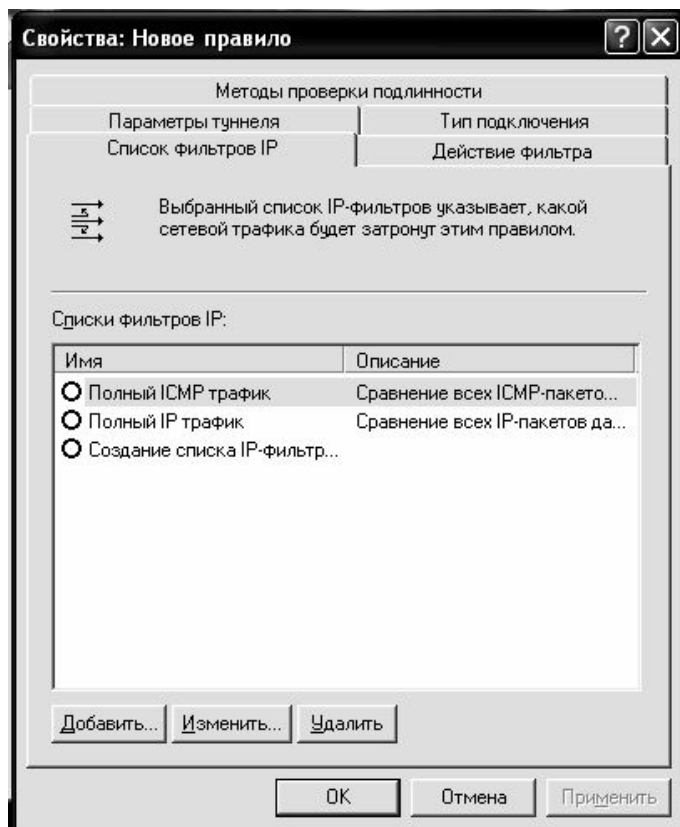 Свойства: Новое правило
Методы проверки подлинности
Параметры туннеля
Тип подключения
Список фильтров IP
Действие фильтра
Выбранный список IP-фильтров указывает, какой
сетевой трафика будет затронут этим правилом.
Списки фильтров IP:
Имя
Описание
Полный ICMP трафик
Сравнение всех ICMP-пакето...
Полный IP трафик
Сравнение всех IP-пакетов да...
Создание списка IP-фильтр...
Добавить...
Изменить...
Удалить
OK
Отмена
Применить